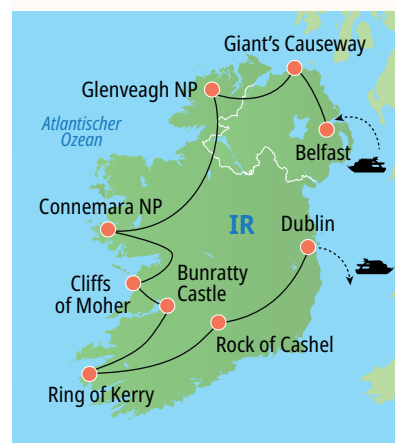 Giant's Causeway
Glenveagh NP
Atlantischer
Ozean
Belfast
Connemara NP
IR
Dublin
Cliffs
of Moher
Bunratty
Castle
Rock of Cashel
Ring of Kerry